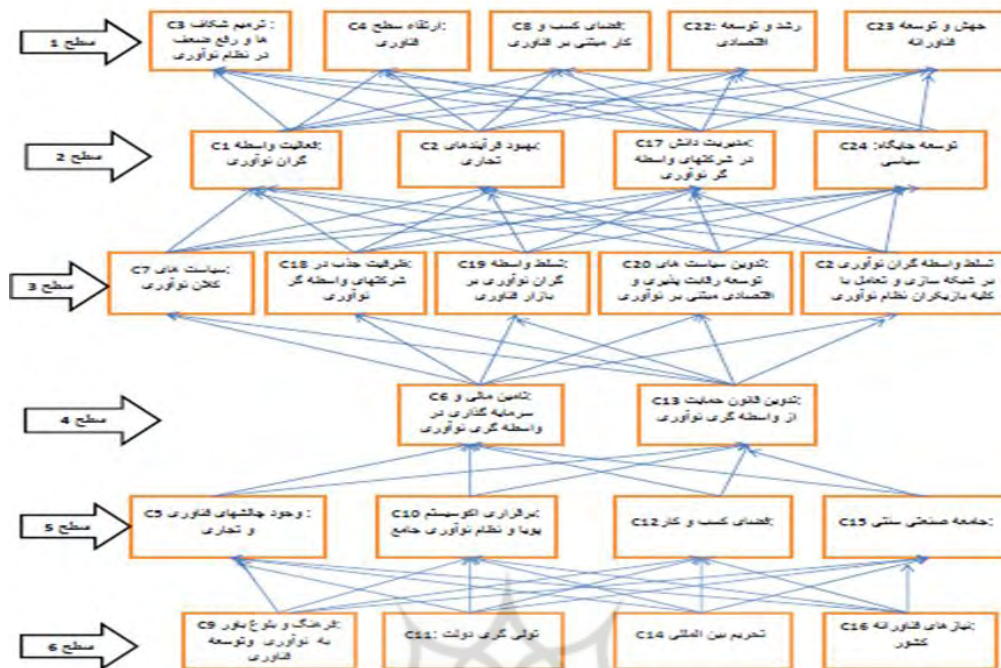 سطح 1
C3 ترمیم شکاف :
ها و رفع ضعف
در نظام نوآوری
C4 ارتقاء سطح:
فناوری
C8 فضای کسب و:
کار مبتنی بر فناوری
C22: رشد و توسعه
اقتصادی
C23 جهش و توسعه
فناورانه
سطح 2
C1 فعالیت واسطه:
گران نوآوری
C2 بهبود فرآیندهای:
تجاری
C17 مدیریت دانش:
در شرکتهای واسطه
گر نوآوری
C24: توسعه جایگاه
سیاسی
سطح 3
C7 سیاست های:
کلان نوآوری
C18 ظرفیت جذب در:
شرکتهای واسطه گر
نوآوری
C19 تسلط واسطه:
گران نوآوری بر
بازار فناوری
C20 تدوین سیاست های:
توسعه رقابت پذیری و
اقتصادی مبتنی بر نوآوری
C2 تسلط واسطه گران نوآوری
بر شبکه سازی و تعامل با
کلیه بازیگران نظام نوآوری
سطح 4
C6 تامین مالی و:
سرمایه گذاری در
واسطه گری نوآوری
C13 تدوین قانون حمایت:
از واسطه گری نوآوری
سطح 5
C5 وجود چالشهای فناوری :
و تجاری
C10 برقراری اکوسیستم:
پویا و نظام نوآوری جامع
C12 فضای کسب و کار:
C15 جامعه صنعتی سنتی:
سطح 6
C9 فرهنگ و بلوغ باور:
به نوآوری وتوسعه
فناوری
C11: تولی گری دولت
C14 تحریم بین المللی
C16 نیازهای فناورانه:
کشور